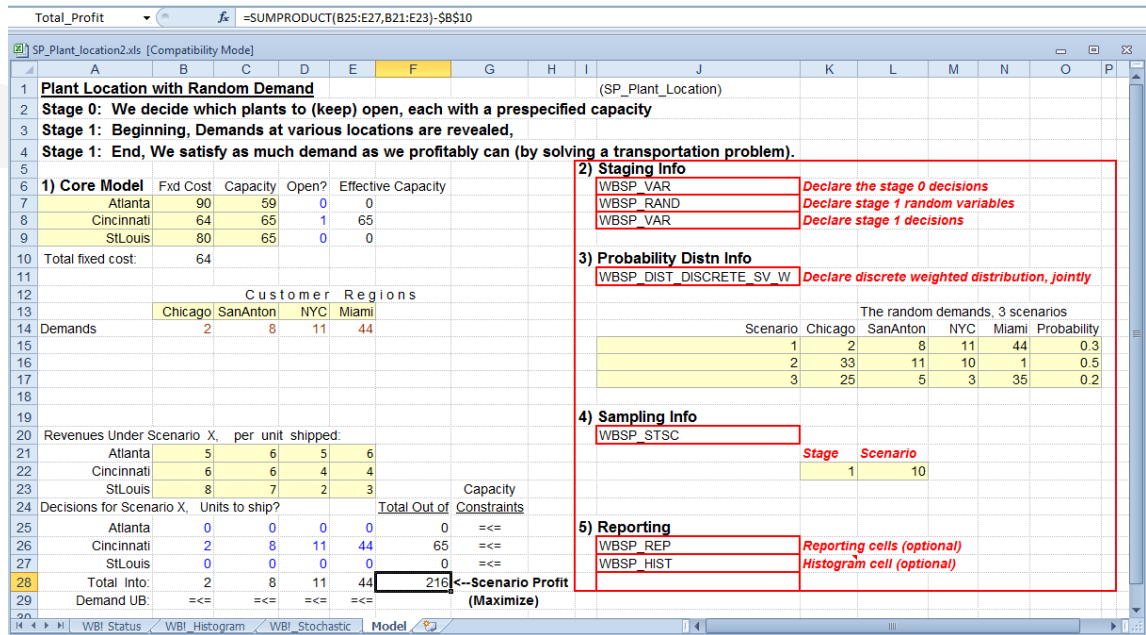 Total_Profit fx =SUMPRODUCT(B25:E27,B21:E23)-$B$10
SP_Plant_location2.xls [Compatibility Mode]
A B C D E F G H I J K L M N O P
1 Plant Location with Random Demand (SP_Plant_Location)
2 Stage 0: We decide which plants to (keep) open, each with a prespecified capacity
3 Stage 1: Beginning, Demands at various locations are revealed,
4 Stage 1: End, We satisfy as much demand as we profitably can (by solving a transportation problem).
5 2) Staging Info
6 1) Core Model Fxd Cost Capacity Open? Effective Capacity WBSP_VAR Declare the stage 0 decisions
7 Atlanta 90 59 0 0 WBSP_RAND Declare stage 1 random variables
8 Cincinnati 64 65 1 65 WBSP_VAR Declare stage 1 decisions
9 StLouis 80 65 0 0
10 Total fixed cost: 64 3) Probability Distn Info
11 WBSP_DIST_DISCRETE_SV_W Declare discrete weighted distribution, jointly
12 Customer Regions
13 Chicago SanAnton NYC Miami The random demands, 3 scenarios
14 Demands 2 8 11 44 Scenario Chicago SanAnton NYC Miami Probability
15 1 2 8 11 44 0.3
16 2 33 11 10 1 0.5
17 3 25 5 3 35 0.2
18
19 4) Sampling Info
20 Revenues Under Scenario X, per unit shipped: WBSP_STSC
21 Atlanta 5 6 5 6 Stage Scenario
22 Cincinnati 6 6 4 4 1 10
23 StLouis 8 7 2 3 Capacity
24 Decisions for Scenario X, Units to ship? Total Out of Constraints
25 Atlanta 0 0 0 0 0 =<= 5) Reporting
26 Cincinnati 2 8 11 44 65 =<= WBSP_REP Reporting cells (optional)
27 StLouis 0 0 0 0 0 =<= WBSP_HIST Histogram cell (optional)
28 Total Into: 2 8 11 44 216 <--Scenario Profit
29 Demand UB: =<= =<= =<= =<= (Maximize)
30
WB! Status WB!_Histogram WB!_Stochastic Model